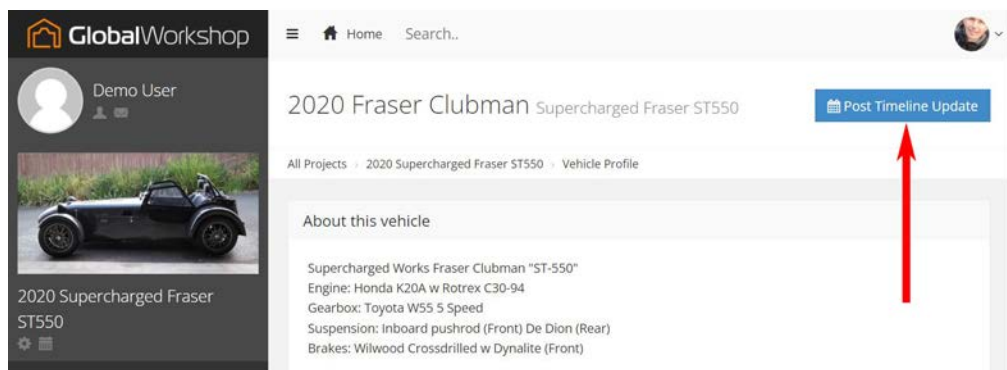 GlobalWorkshop
Home Search..
Demo User
2020 Fraser Clubman Supercharged Fraser ST550
Post Timeline Update
All Projects › 2020 Supercharged Fraser ST550 › Vehicle Profile
About this vehicle
Supercharged Works Fraser Clubman "ST-550"
Engine: Honda K20A w Rotrex C30-94
Gearbox: Toyota W55 5 Speed
Suspension: Inboard pushrod (Front) De Dion (Rear)
Brakes: Wilwood Crossdrilled w Dynalite (Front)
2020 Supercharged Fraser
ST550